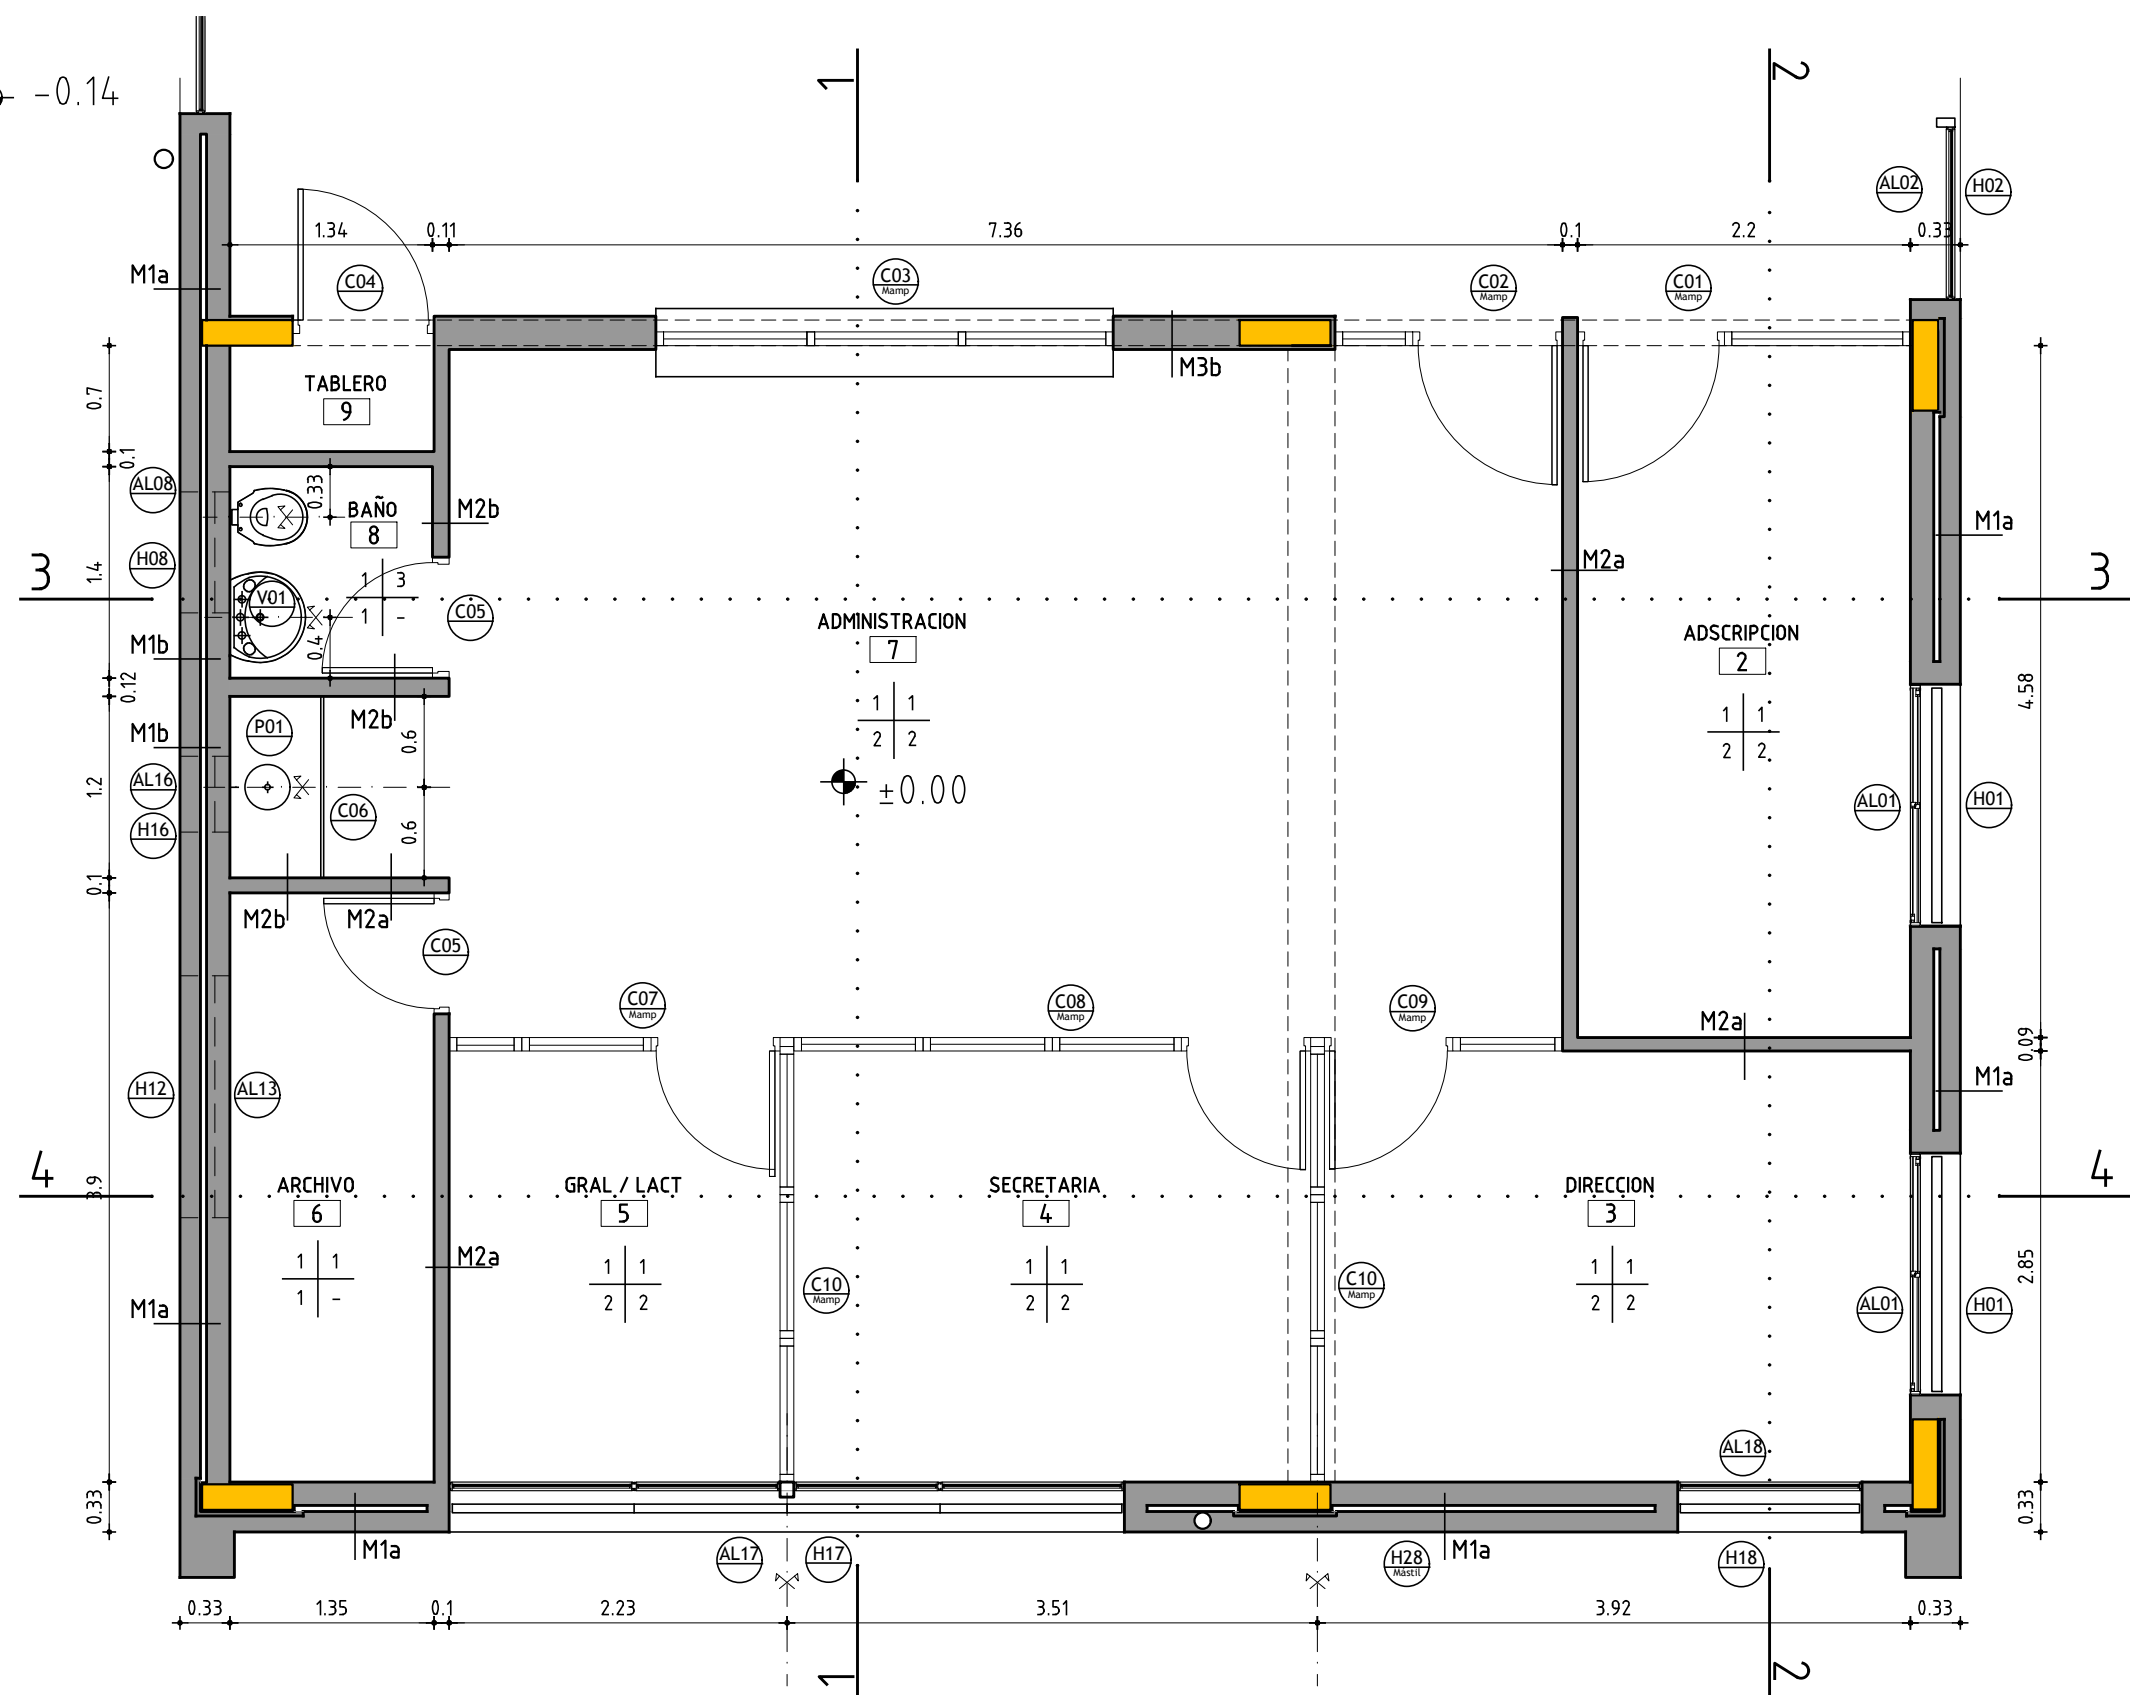 -0.14
1
2
AL02
H02
1.34
0.11
7.36
0.1
2.2
0.33
M1a
C04
C03
Mamp
C02
Mamp
C01
Mamp
M3b
TABLERO
9
0.7
0.1
AL08
0.33
BAÑO
8
M2b
M1a
H08
1.4
3
3
1 3
1 -
V01
C05
M2a
ADMINISTRACION
7
ADSCRIPCION
2
M1b
0.4
0.12
1 1
2 2
1 1
2 2
4.58
M2b
P01
M1b
0.6
AL16
1.2
±0.00
AL01
H01
C06
H16
0.6
0.1
M2b
M2a
C05
C07
Mamp
C08
Mamp
C09
Mamp
M2a
0.09
M1a
H12
AL13
4
4
3.9
ARCHIVO
6
GRAL / LACT
5
SECRETARIA
4
DIRECCION
3
1 1
1 -
M2a
1 1
2 2
1 1
2 2
1 1
2 2
2.85
C10
Mamp
C10
Mamp
M1a
AL01
H01
AL18
0.33
0.33
M1a
AL17
H17
H28
Mástil
M1a
H18
0.33
1.35
0.1
2.23
3.51
3.92
0.33
1
2